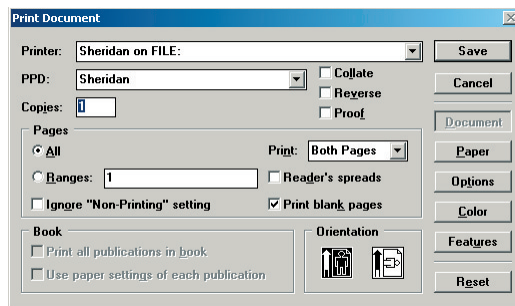 Print Document
Printer: Sheridan on FILE: Save
PPD: Sheridan Collate Cancel
Reverse
Copies: 1 Proof Document
Pages
All Print: Both Pages Paper
Ranges: 1 Reader's spreads Options
Ignore "Non-Printing" setting Print blank pages Color
Book Orientation Features
Print all publications in book
Use paper settings of each publication Reset